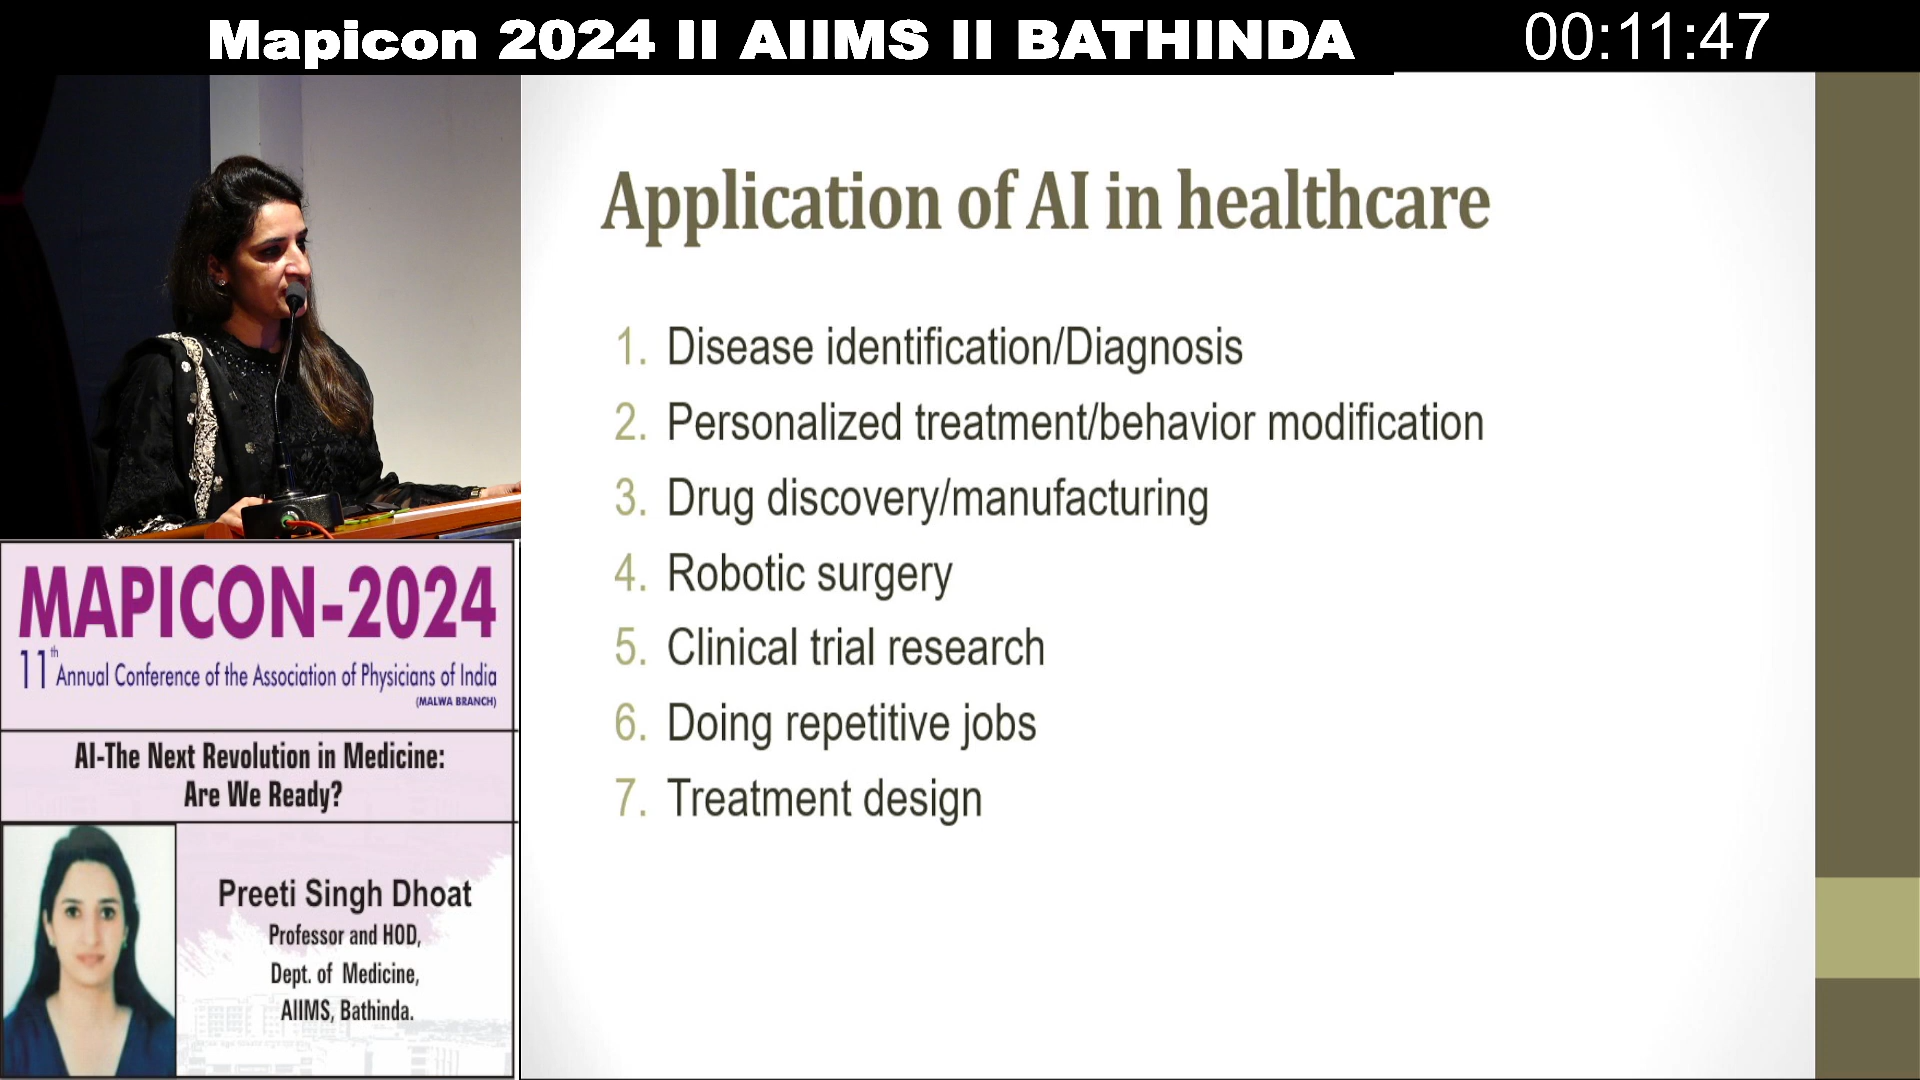 Mapicon 2024 II AIIMS II BATHINDA
00:11:47
Application of AI in healthcare
1. Disease identification/Diagnosis
2. Personalized treatment/behavior modification
3. Drug discovery/manufacturing
4. Robotic surgery
5. Clinical trial research
6. Doing repetitive jobs
7. Treatment design
MAPICON-2024
11th Annual Conference of the Association of Physicians of India
(MALWA BRANCH)
AI-The Next Revolution in Medicine:
Are We Ready?
Preeti Singh Dhoat
Professor and HOD,
Dept. of Medicine,
AIIMS, Bathinda.